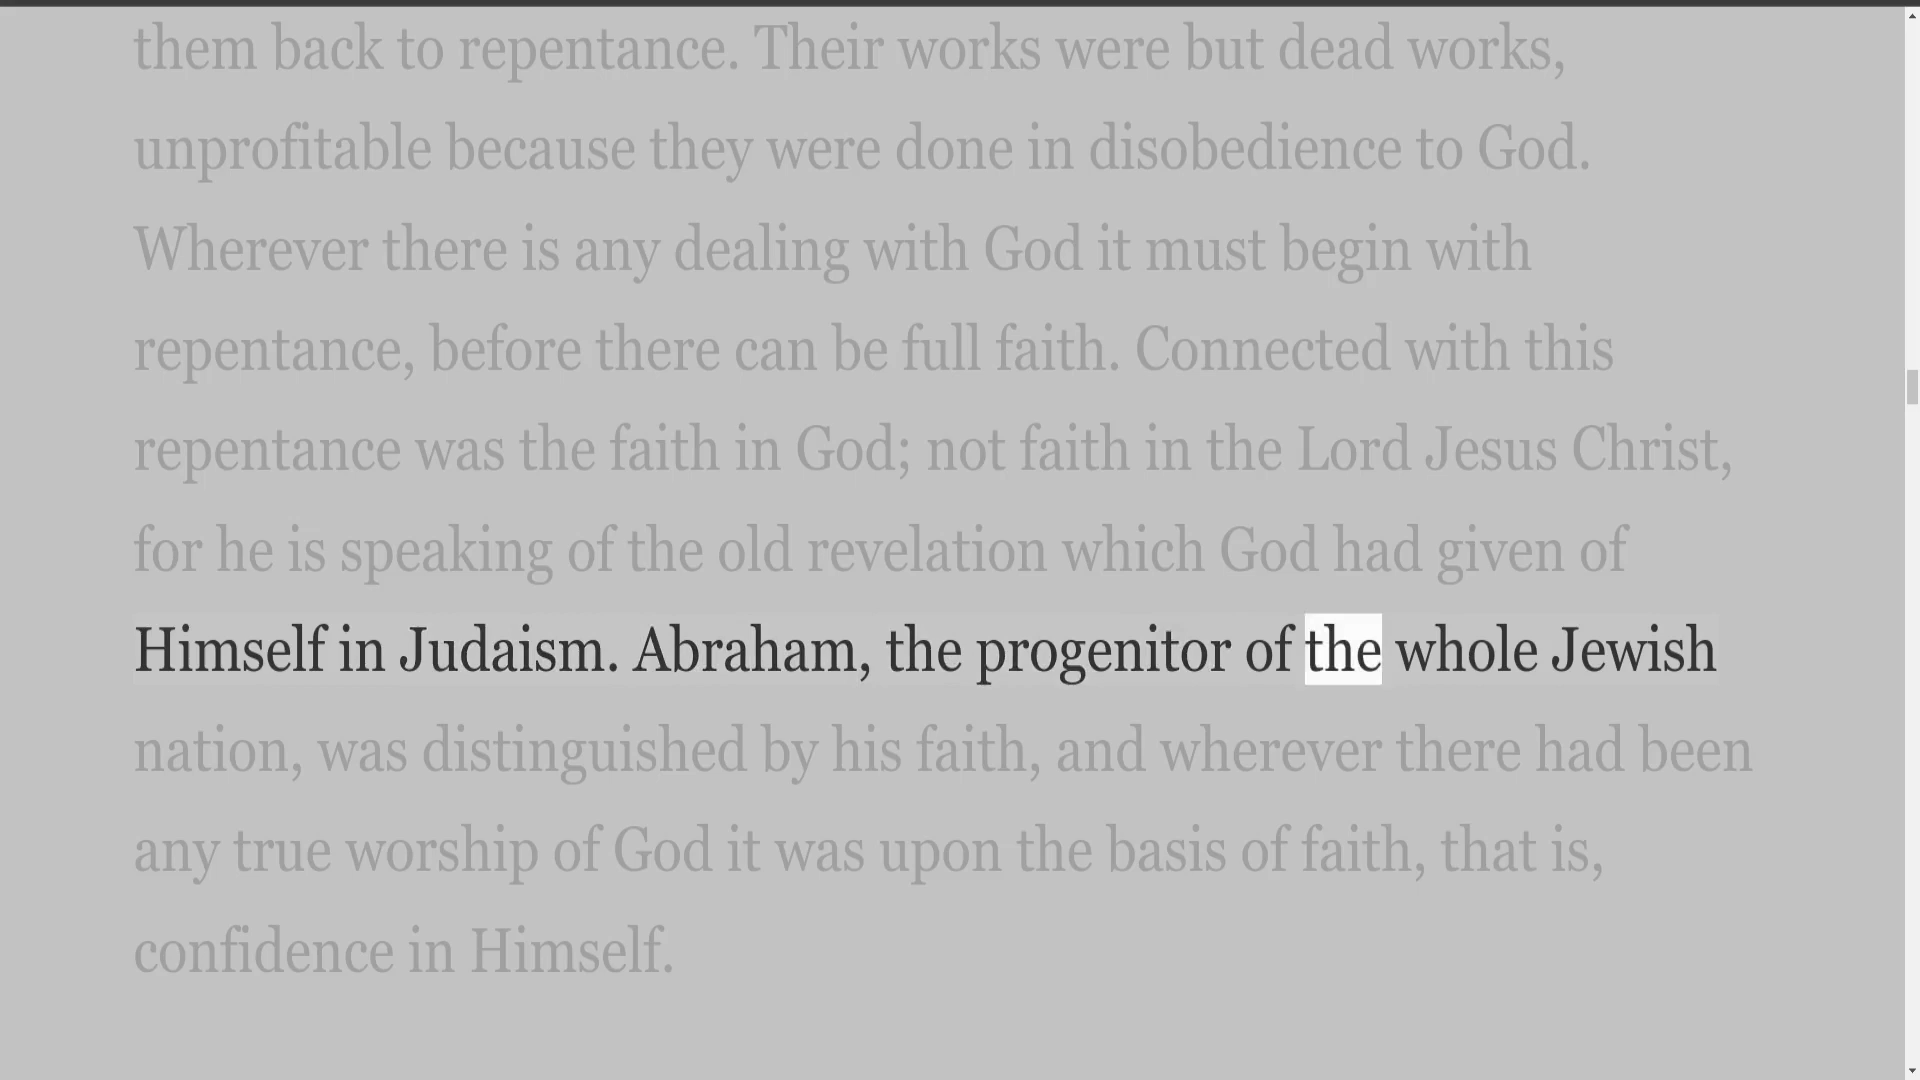 them back to repentance. Their works were but dead works,
unprofitable because they were done in disobedience to God.
Wherever there is any dealing with God it must begin with
repentance, before there can be full faith. Connected with this
repentance was the faith in God; not faith in the Lord Jesus Christ,
for he is speaking of the old revelation which God had given of
Himself in Judaism. Abraham, the progenitor of the whole Jewish
nation, was distinguished by his faith, and wherever there had been
any true worship of God it was upon the basis of faith, that is,
confidence in Himself.